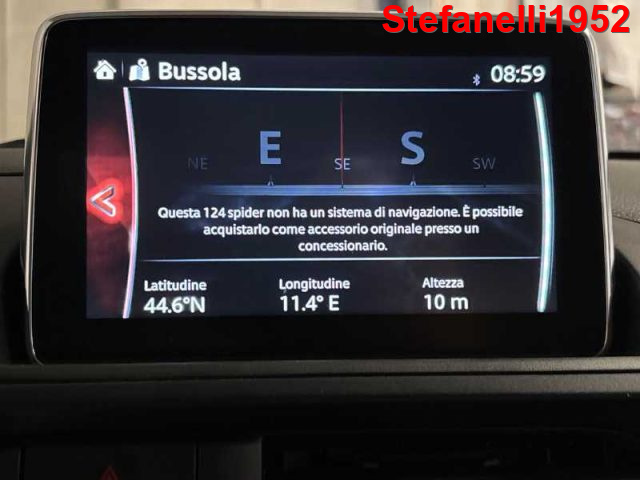 Stefanelli1952
Bussola
08:59
NE E SE S SW
Questa 124 spider non ha un sistema di navigazione. È possibile
acquistarlo come accessorio originale presso un
concessionario.
Latitudine Longitudine Altezza
44.6°N 11.4° E 10 m